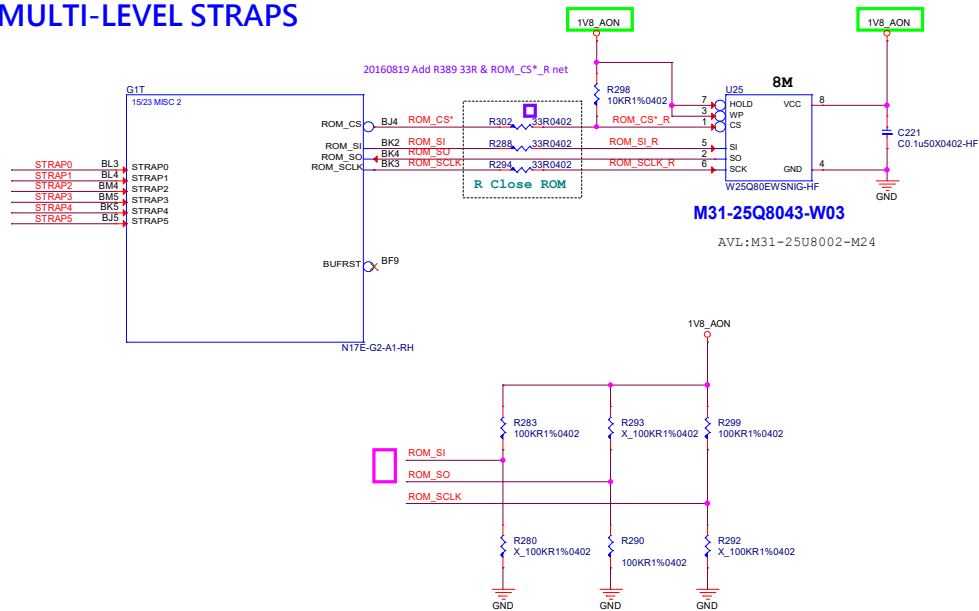 MULTI-LEVEL STRAPS
1V8_AON
1V8_AON
20160819 Add R389 33R & ROM_CS*_R net
G1T
15/23 MISC 2
R298
10KR1%0402
U25
8M
ROM_CS
BJ4
ROM_CS*
R302
33R0402
ROM_CS*_R
7
HOLD
VCC
8
3
WP
1
CS
ROM_SI
BK2
ROM_SI
R288
33R0402
ROM_SI_R
5
SI
ROM_SO
BK4
ROM_SO
2
SO
ROM_SCLK
BK3
ROM_SCLK
R294
33R0402
ROM_SCLK_R
6
SCK
GND
4
C221
C0.1u50X0402-HF
R Close ROM
W25Q80EWSNIG-HF
GND
STRAP0
BL3
STRAP0
STRAP1
BL4
STRAP1
STRAP2
BM4
STRAP2
STRAP3
BM5
STRAP3
STRAP4
BK5
STRAP4
STRAP5
BJ5
STRAP5
M31-25Q8043-W03
AVL:M31-25U8002-M24
BUFRST
BF9
N17E-G2-A1-RH
1V8_AON
R283
100KR1%0402
R293
X_100KR1%0402
R299
100KR1%0402
ROM_SI
ROM_SO
ROM_SCLK
R280
X_100KR1%0402
R290
100KR1%0402
R292
X_100KR1%0402
GND
GND
GND